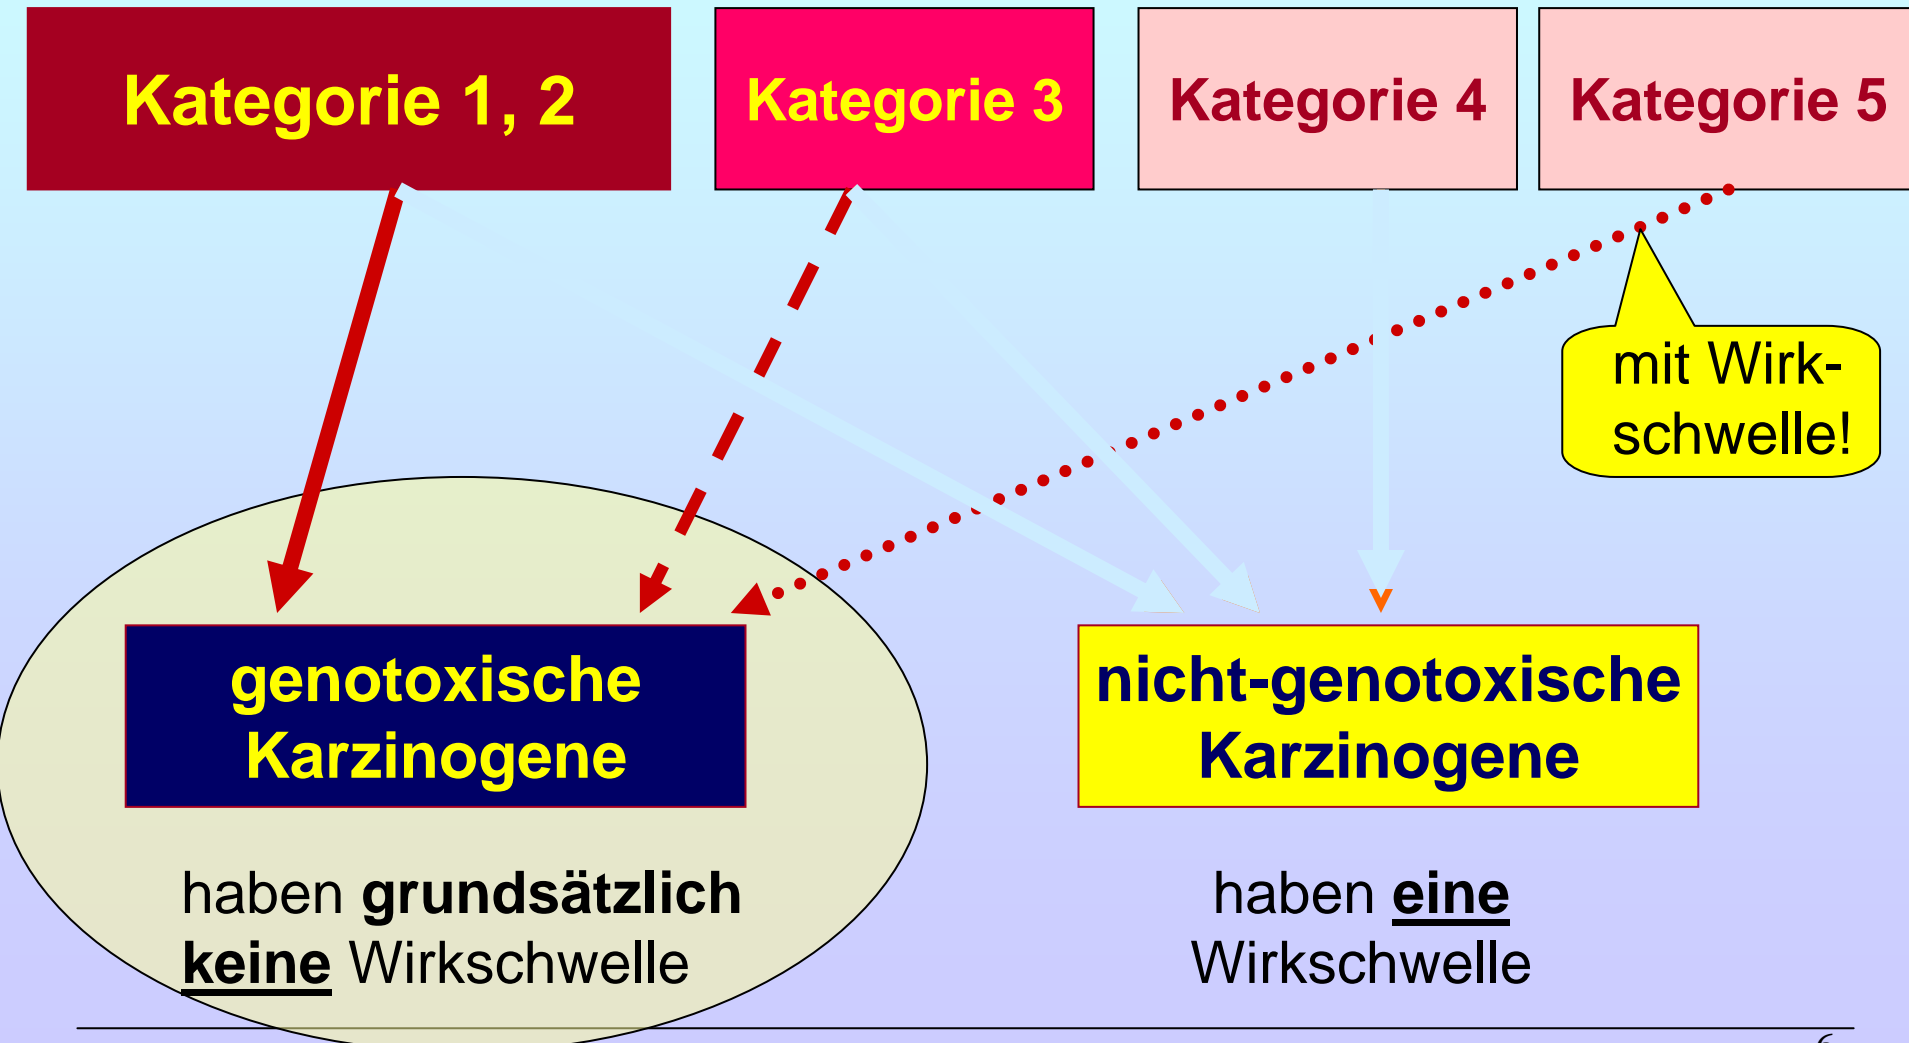 Kategorie 1, 2
Kategorie 3
Kategorie 4
Kategorie 5
mit Wirk-
schwelle!
genotoxische
Karzinogene
nicht-genotoxische
Karzinogene
haben grundsätzlich
keine Wirkschwelle
haben eine
Wirkschwelle